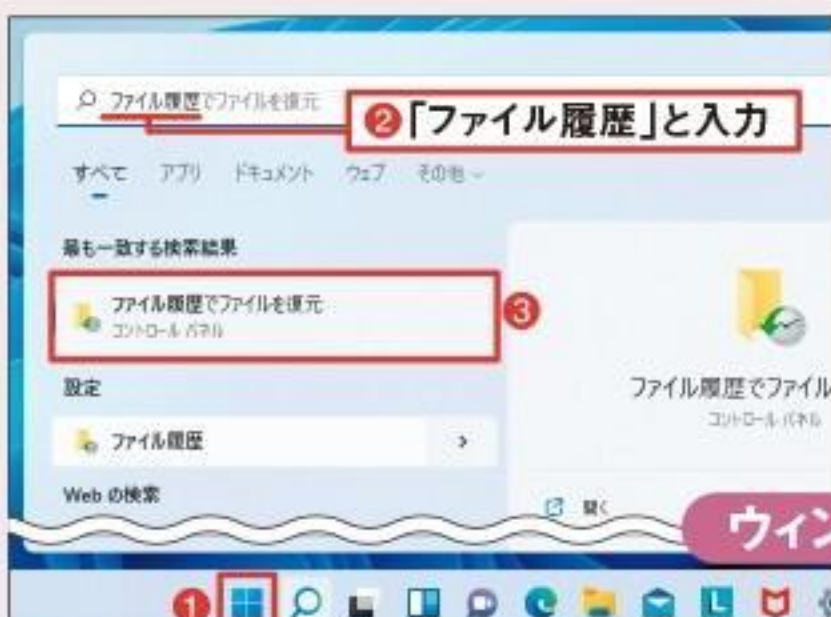 ファイル履歴でファイルを復元
❷「ファイル履歴」と入力
すべて アプリ ドキュメント ウェブ その他
最も一致する検索結果
ファイル履歴でファイルを復元
コントロール パネル
❸
ファイル履歴でファイル
コントロール パネル
設定
ファイル履歴
Web の検索
開く
ウィン
❶